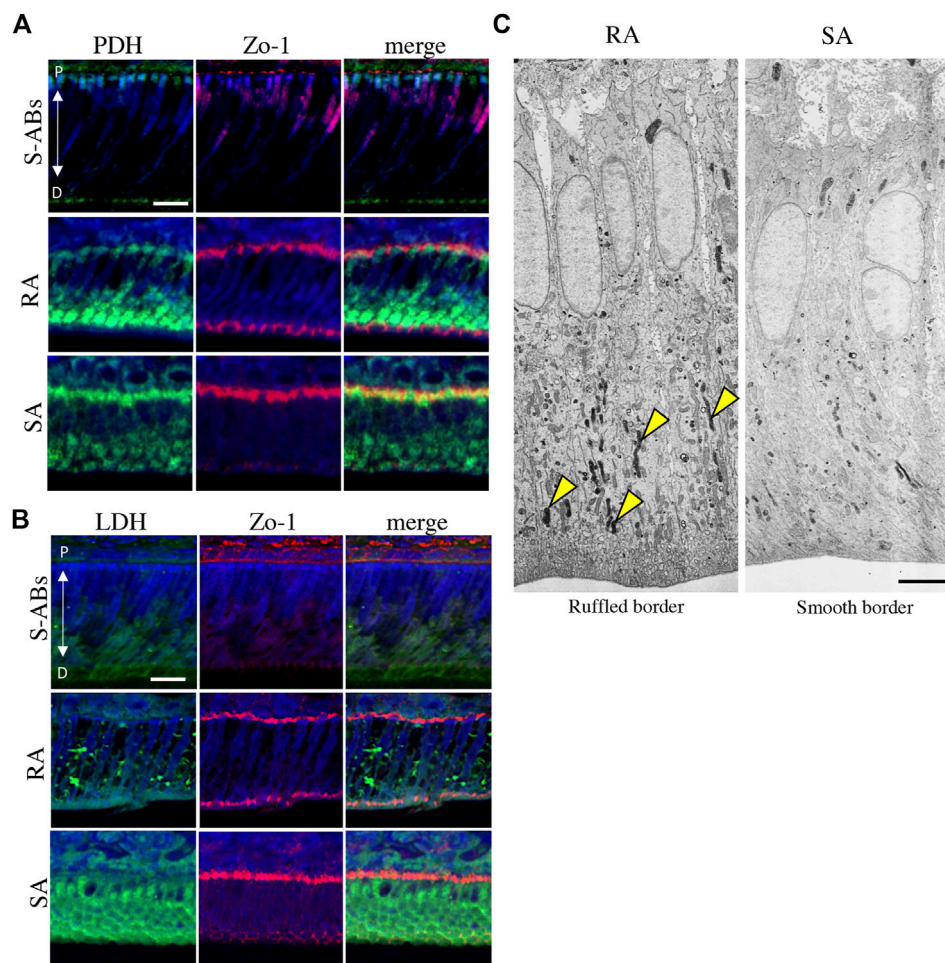 A
PDH Zo-1 merge
P
S-ABs
D
RA
SA
B
LDH Zo-1 merge
P
S-ABs
D
RA
SA
C
RA SA
Ruffled border Smooth border